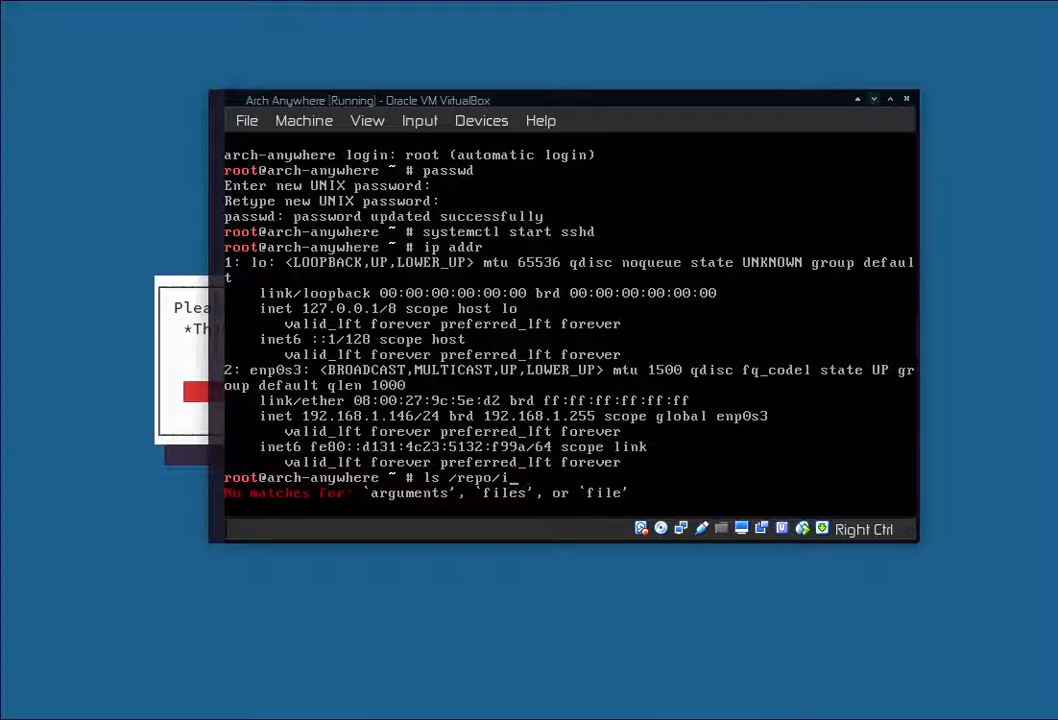 Arch Anywhere [Running] - Oracle VM VirtualBox
File Machine View Input Devices Help
arch-anywhere login: root (automatic login)
root@arch-anywhere ~ # passwd
Enter new UNIX password:
Retype new UNIX password:
passwd: password updated successfully
root@arch-anywhere ~ # systemctl start sshd
root@arch-anywhere ~ # ip addr
1: lo: <LOOPBACK,UP,LOWER_UP> mtu 65536 qdisc noqueue state UNKNOWN group defaul
t
link/loopback 00:00:00:00:00:00 brd 00:00:00:00:00:00
inet 127.0.0.1/8 scope host lo
valid_lft forever preferred_lft forever
inet6 ::1/128 scope host
valid_lft forever preferred_lft forever
2: enp0s3: <BROADCAST,MULTICAST,UP,LOWER_UP> mtu 1500 qdisc fq_codel state UP gr
oup default qlen 1000
link/ether 08:00:27:9c:5e:d2 brd ff:ff:ff:ff:ff:ff
inet 192.168.1.146/24 brd 192.168.1.255 scope global enp0s3
valid_lft forever preferred_lft forever
inet6 fe80::d131:4c23:5132:f99a/64 scope link
valid_lft forever preferred_lft forever
root@arch-anywhere ~ # ls /repo/i_
No matches for: `arguments', `files', or `file'
Right Ctrl
Plea
*Th